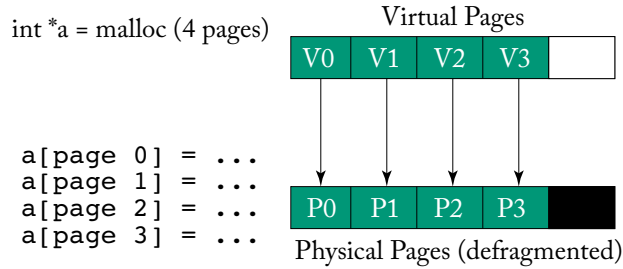 int *a = malloc (4 pages)
Virtual Pages
V0 V1 V2 V3
a[page 0] = ...
a[page 1] = ...
a[page 2] = ...
a[page 3] = ...
P0 P1 P2 P3
Physical Pages (defragmented)